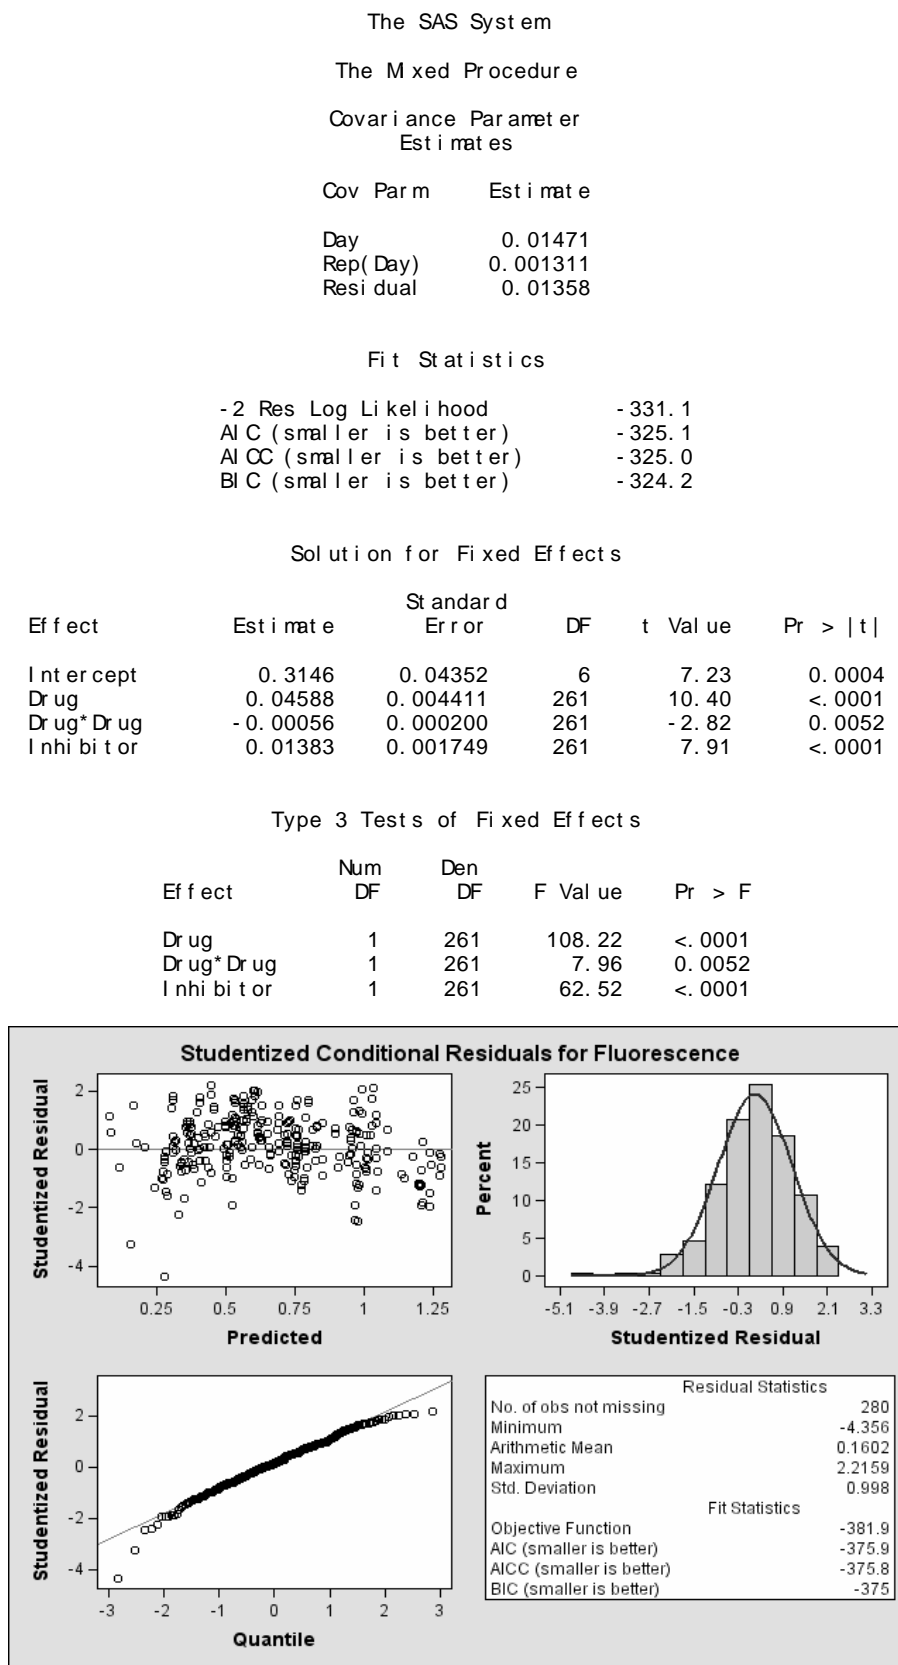 The SAS System
The Mixed Procedure
Covariance Parameter
Estimates
Cov Parm Estimate
Day 0.01471
Rep(Day) 0.001311
Residual 0.01358
Fit Statistics
-2 Res Log Likelihood -331.1
AIC (smaller is better) -325.1
AICC (smaller is better) -325.0
BIC (smaller is better) -324.2
Solution for Fixed Effects
Standard
Effect Estimate Error DF t Value Pr > |t|
Intercept 0.3146 0.04352 6 7.23 0.0004
Drug 0.04588 0.004411 261 10.40 <.0001
Drug*Drug -0.00056 0.000200 261 -2.82 0.0052
Inhibitor 0.01383 0.001749 261 7.91 <.0001
Type 3 Tests of Fixed Effects
Num Den
Effect DF DF F Value Pr > F
Drug 1 261 108.22 <.0001
Drug*Drug 1 261 7.96 0.0052
Inhibitor 1 261 62.52 <.0001
Studentized Conditional Residuals for Fluorescence
Studentized Residual
2
0
-2
-4
0.25 0.5 0.75 1 1.25
Predicted
Percent
25
20
15
10
5
0
-5.1 -3.9 -2.7 -1.5 -0.3 0.9 2.1 3.3
Studentized Residual
Studentized Residual
2
0
-2
-4
-3 -2 -1 0 1 2 3
Quantile
Residual Statistics
No. of obs not missing 280
Minimum -4.356
Arithmetic Mean 0.1602
Maximum 2.2159
Std. Deviation 0.998
Fit Statistics
Objective Function -381.9
AIC (smaller is better) -375.9
AICC (smaller is better) -375.8
BIC (smaller is better) -375